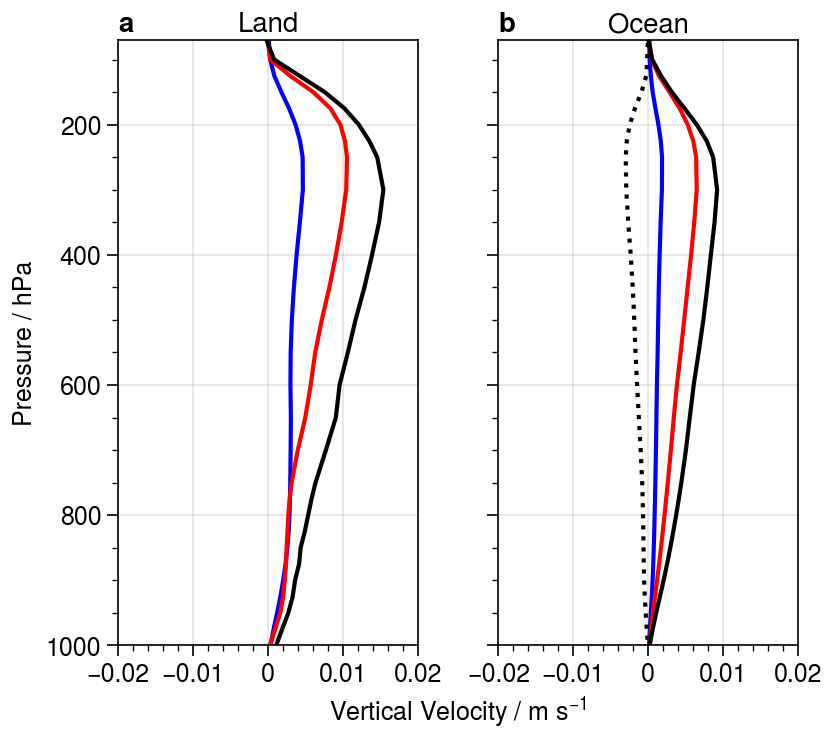 a Land
b Ocean
Pressure / hPa
200
400
600
800
1000
−0.02 −0.01 0 0.01 0.02
−0.02 −0.01 0 0.01 0.02
Vertical Velocity / m s⁻¹